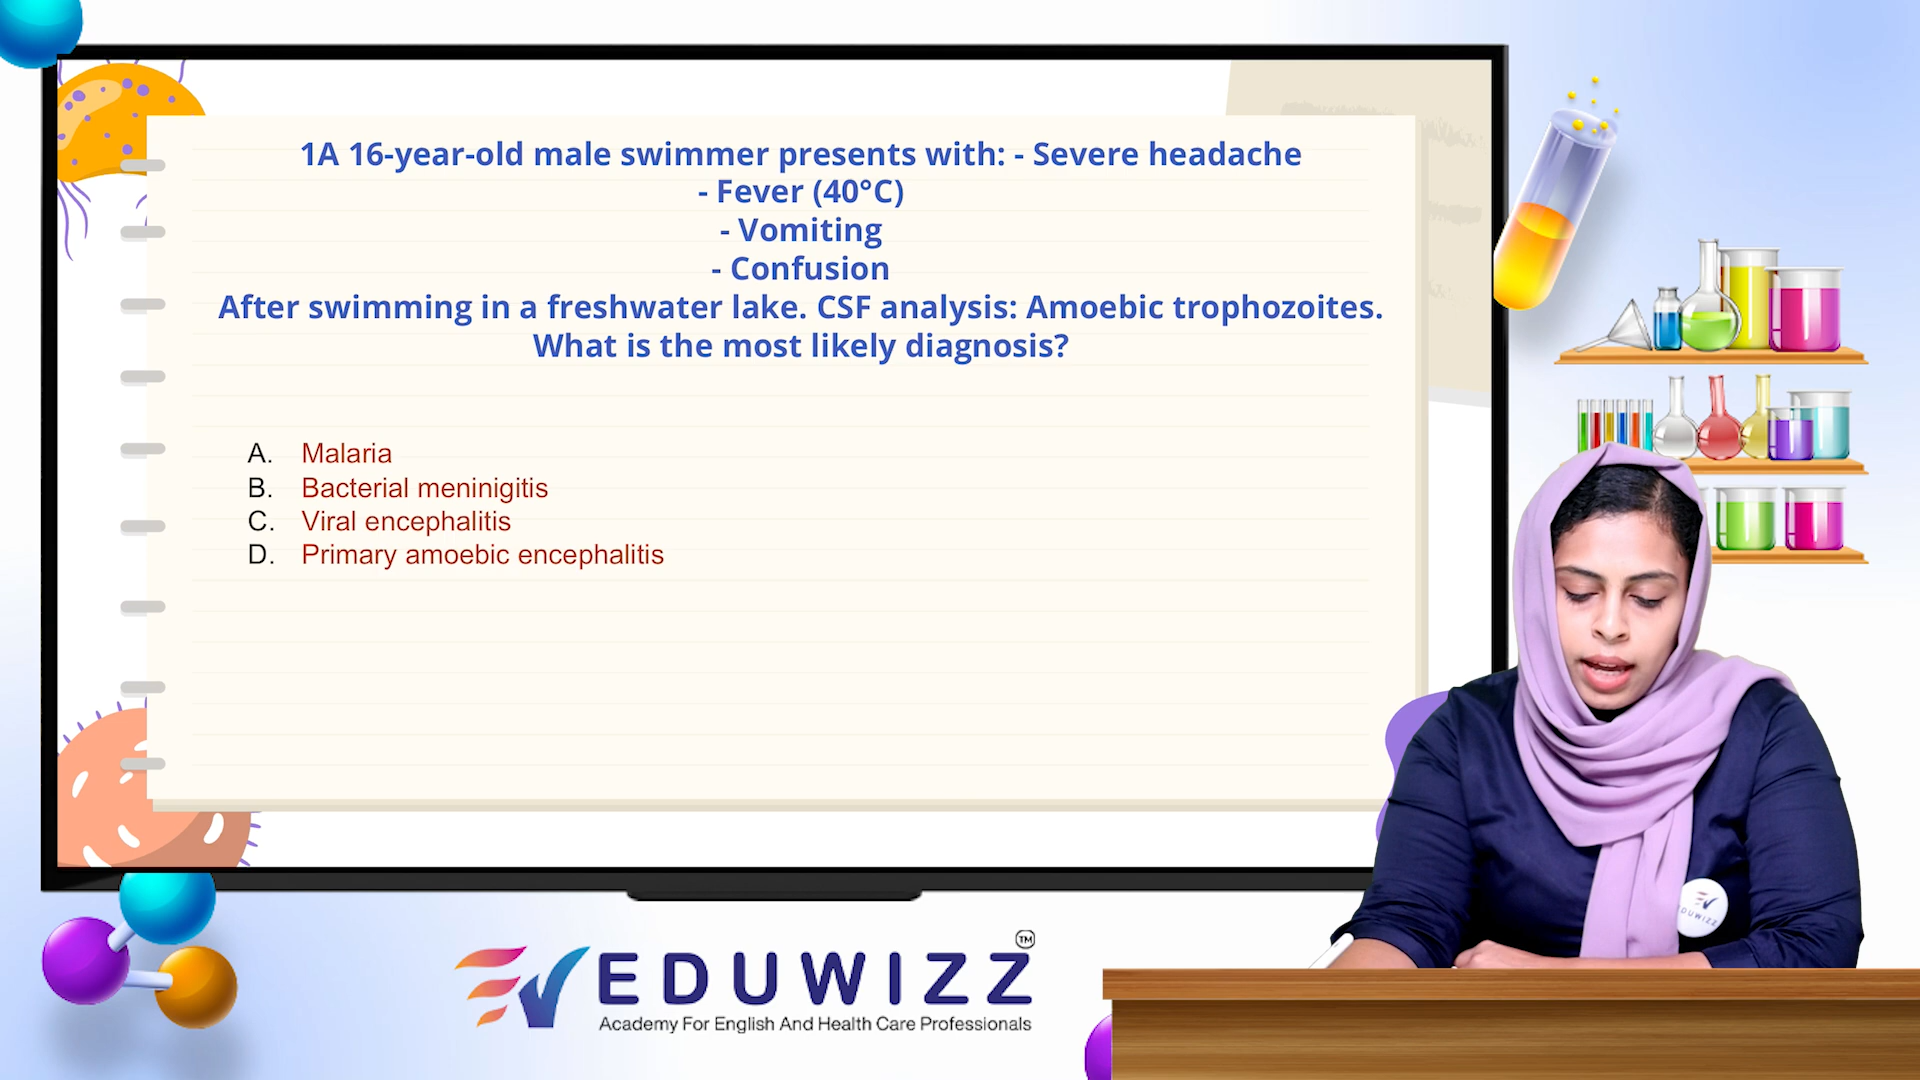 1A 16-year-old male swimmer presents with: - Severe headache
- Fever (40°C)
- Vomiting
- Confusion
After swimming in a freshwater lake. CSF analysis: Amoebic trophozoites.
What is the most likely diagnosis?
A. Malaria
B. Bacterial meninigitis
C. Viral encephalitis
D. Primary amoebic encephalitis
EDUWIZZ
TM
EDUWIZZ
Academy For English And Health Care Professionals